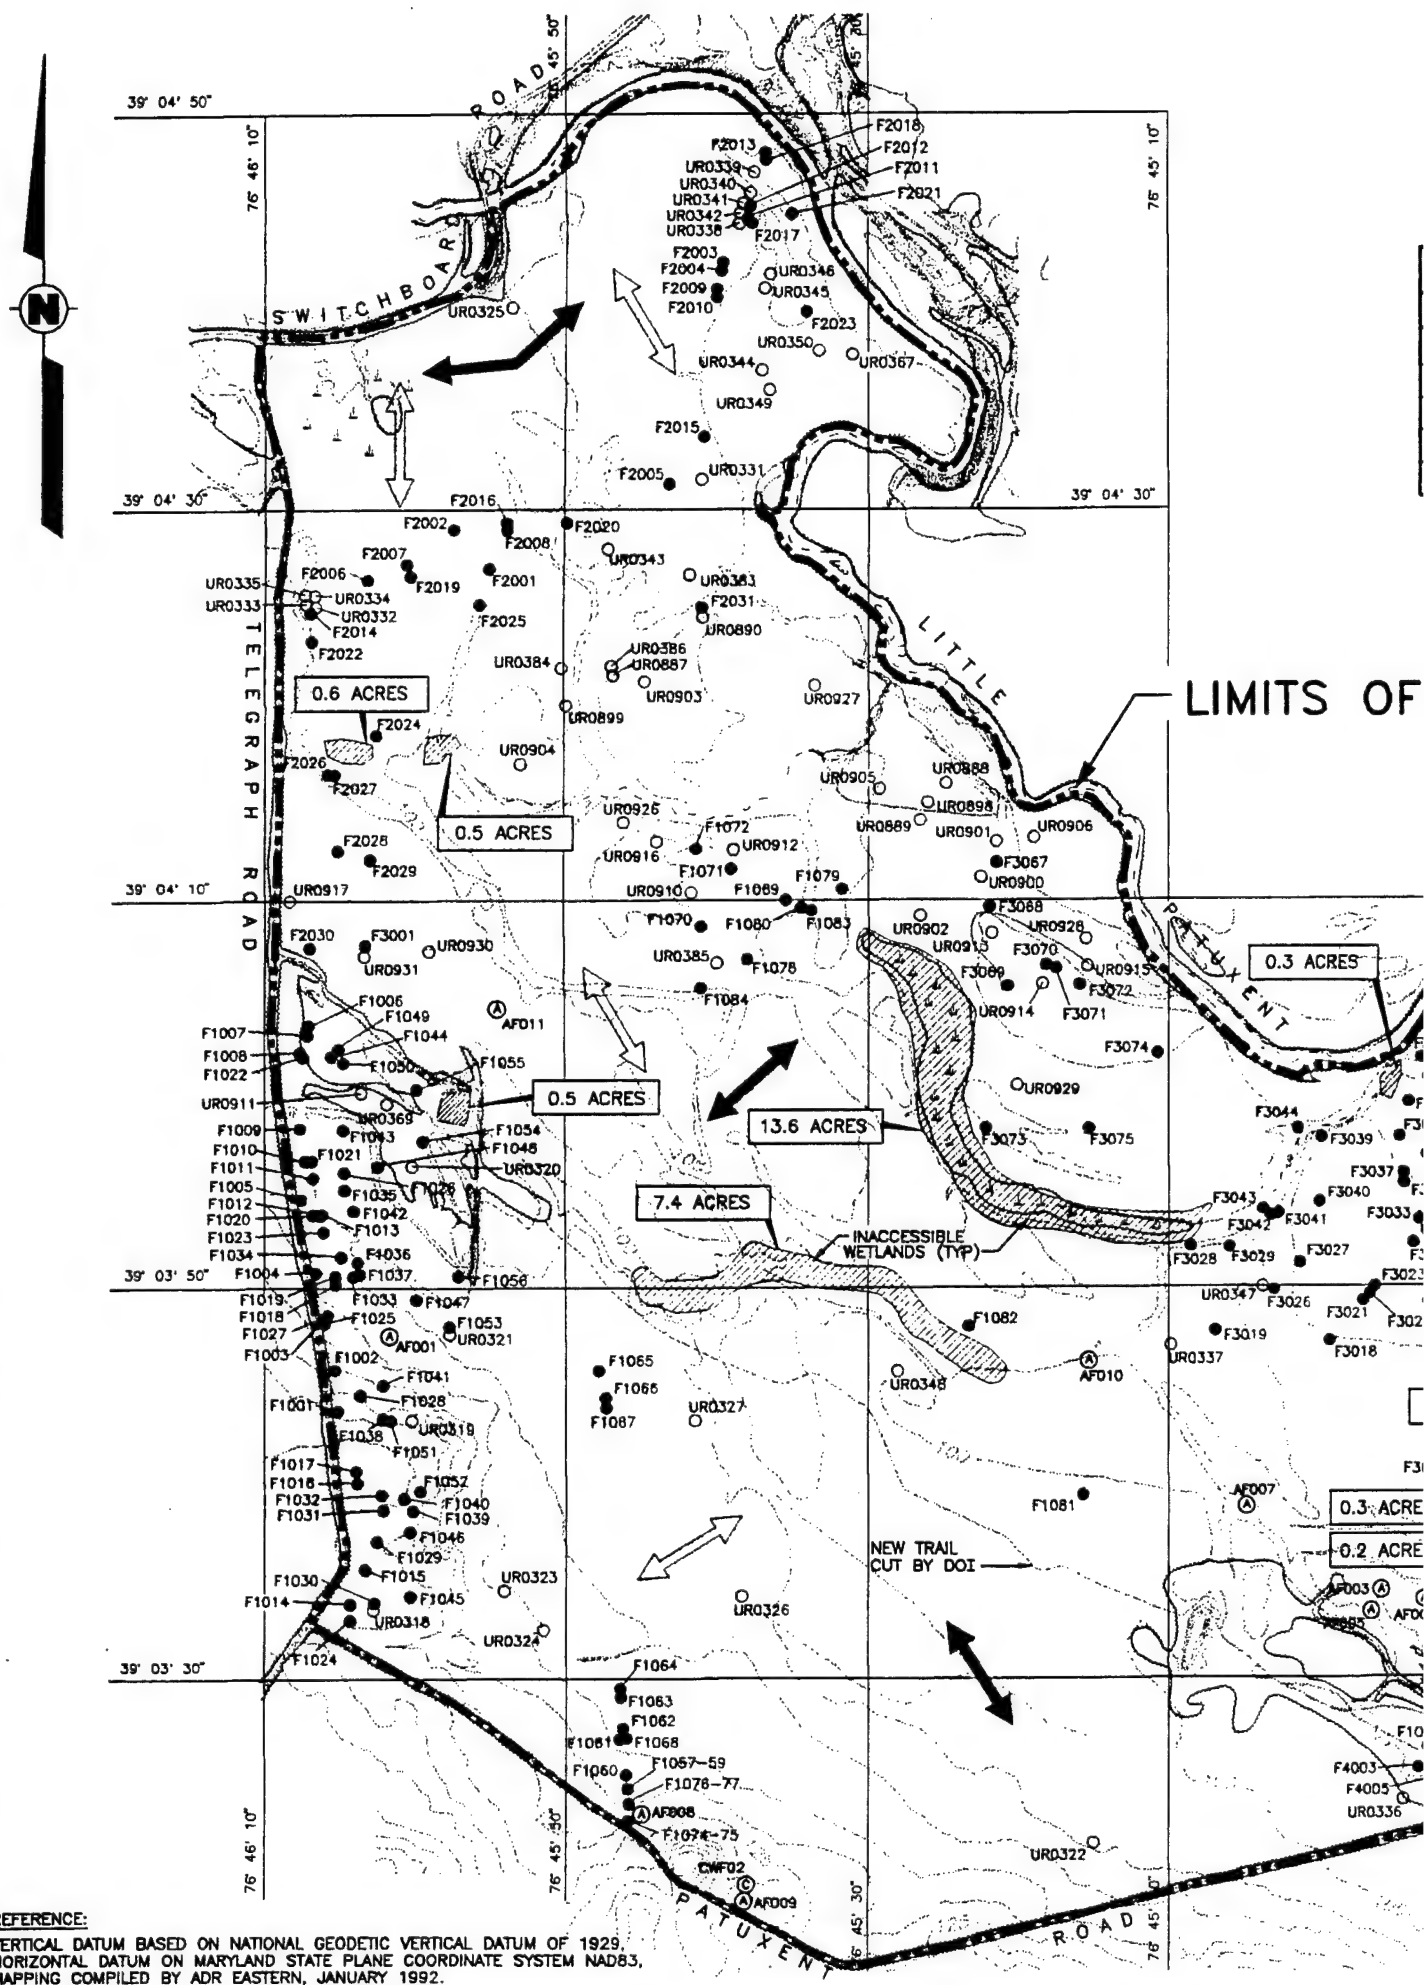 45' 50"
39° 04' 50"
76° 46' 10"
ROAD
76° 45' 10"
F2018
F2013
F2012
UR0339
F2011
UR0340
UR0341
F2021
UR0342
UR0338
F2017
F2003
F2004
UR0346
F2009
UR0345
F2010
SWITCHBOARD
UR0325
F2023
UR0350
UR0367
UR0344
UR0349
F2015
UR0331
F2005
39° 04' 30"
39° 04' 30"
F2016
F2002
F2020
F2008
UR0343
F2007
F2006
F2019
F2001
UR0383
UR0335
UR0334
UR0333
UR0332
F2031
F2014
F2025
UR0890
F2022
LITTLE
UR0386
UR0384
UR0887
UR0903
UR0927
0.6 ACRES
LIMITS OF
UR0899
TELEGRAPH ROAD
F2024
UR0904
F2026
F2027
UR0905
UR0888
UR0898
0.5 ACRES
UR0926
UR0889
F1072
UR0901
UR0906
F2028
UR0916
UR0912
F2029
F1071
F3067
F1079
UR0900
39° 04' 10"
UR0917
UR0910
F1069
F3068
F1070
F1080
F1083
UR0902
UR0928
PATUXENT
F2030
F3001
UR0930
UR0913
UR0931
UR0385
F1078
F3070
UR0915
0.3 ACRES
F3069
F3072
F1084
UR0914
F3071
F1006
A
AF011
F1049
F1007
F1044
F1008
F1050
F1022
F1055
F3074
UR0911
UR0369
0.5 ACRES
UR0929
F1009
F1043
F1054
13.6 ACRES
F3073
F3075
F3044
F3039
F1010
F1021
F1048
F1011
UR0320
F3037
F1005
F1026
F1035
7.4 ACRES
F3040
F1012
F1042
F3043
F1020
F1013
F3042
F3041
F3033
F1023
INACCESSIBLE
WETLANDS (TYP)
F1034
F1036
F3028
F3029
F3027
39° 03' 50"
F1004
F1037
F1056
F3023
F1019
F1033
F1047
UR0347
F3026
F3021
F1018
F1025
F1053
F1027
UR0321
F1082
F3019
F3018
F1003
A
AF001
UR0337
F1002
F1065
UR0348
A
AF010
F1041
F1066
F1001
F1028
F1067
UR0327
UR0319
F1038
F1051
F1017
F1016
F1052
AF007
A
F1032
F1040
F1081
F1031
F1039
0.3 ACRE
F1046
NEW TRAIL
CUT BY DOI
F1029
0.2 ACRE
F1015
UR0323
F1030
AF003
A
F1014
F1045
UR0318
UR0326
A
UR0324
F1024
39° 03' 30"
F1064
F1063
F1062
F1061
F1068
F1060
F1057-59
F4003
F1076-77
F4005
A
AF008
UR0336
F1074-75
UR0322
76° 46' 10"
76° 45' 50"
CWF02
C
A
AF009
76° 45' 30"
PATUXENT ROAD
REFERENCE:
VERTICAL DATUM BASED ON NATIONAL GEODETIC VERTICAL DATUM OF 1929,
HORIZONTAL DATUM ON MARYLAND STATE PLANE COORDINATE SYSTEM NAD83,
MAPPING COMPILED BY ADR EASTERN, JANUARY 1992.
N